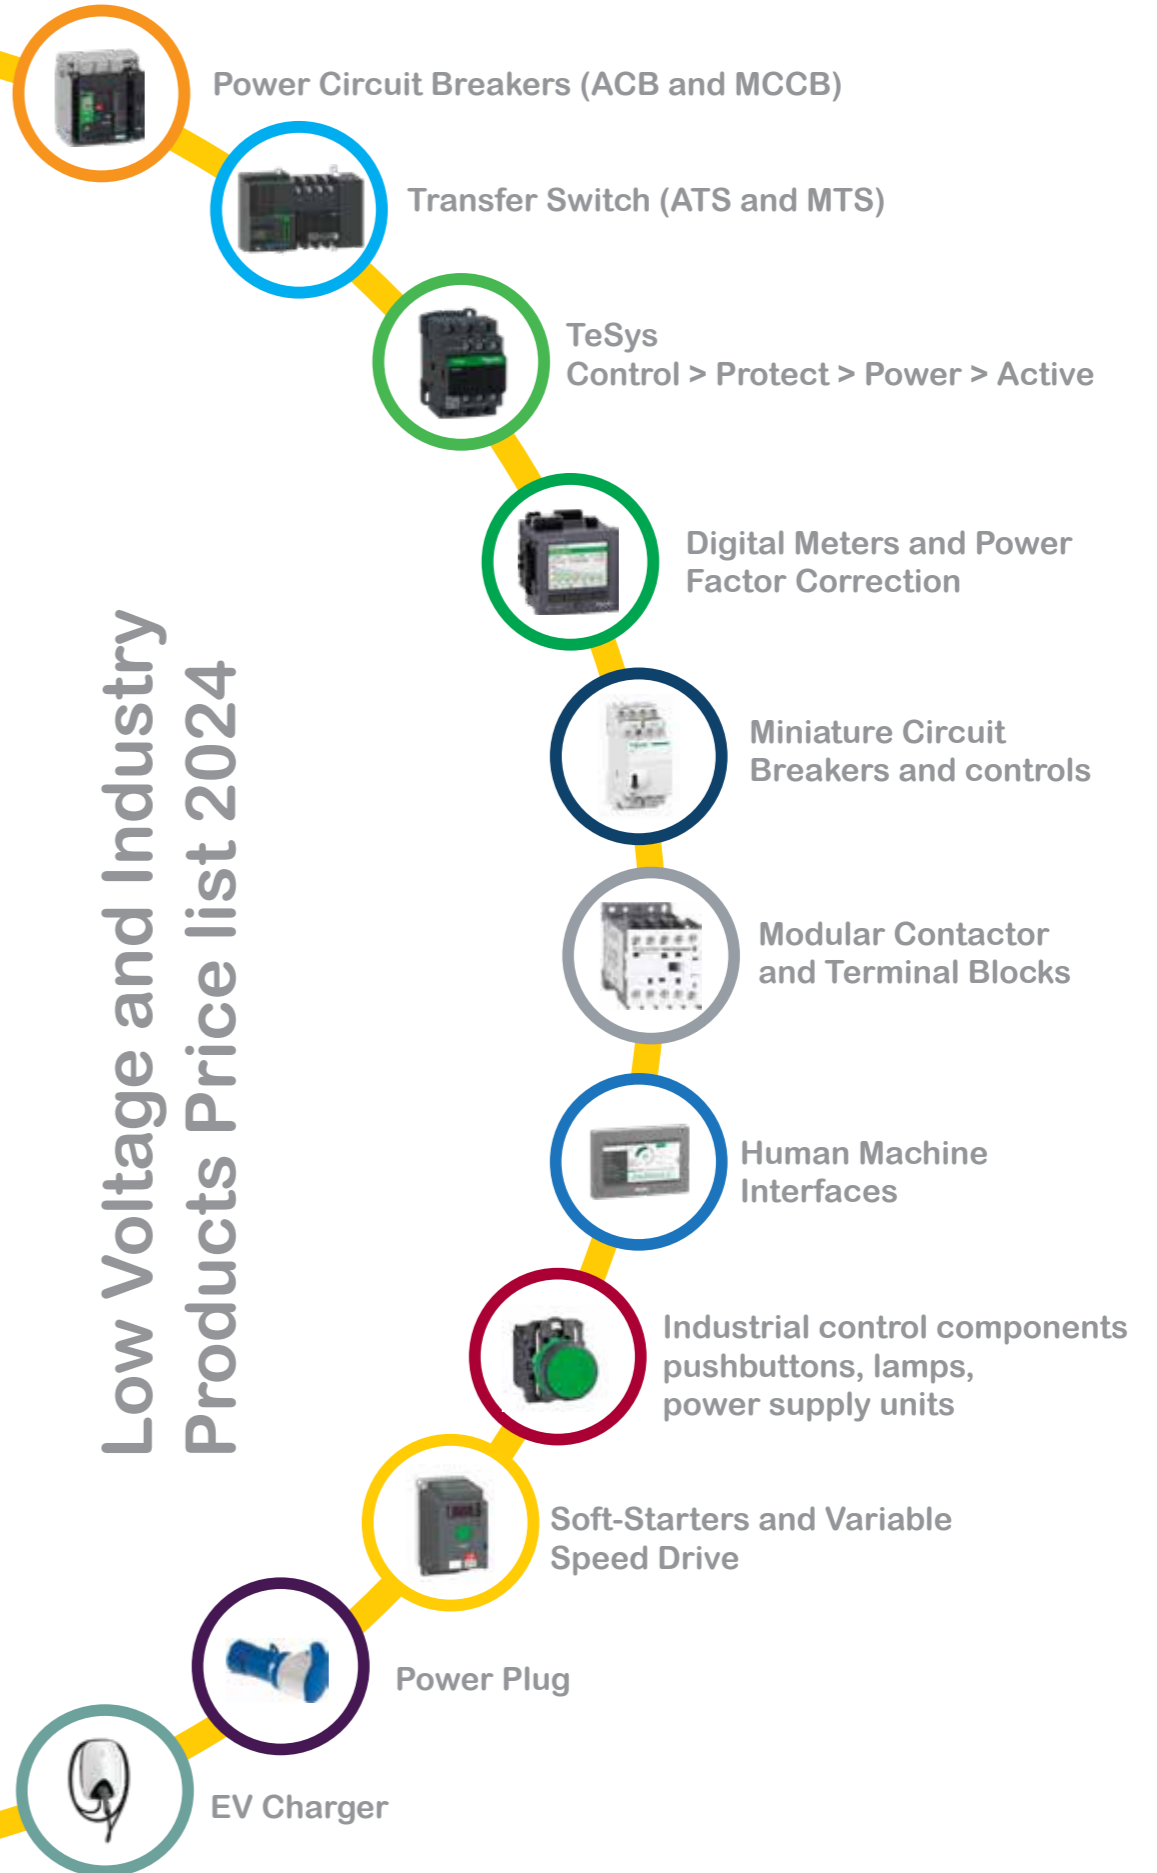 Power Circuit Breakers (ACB and MCCB)
Transfer Switch (ATS and MTS)
TeSys
Control > Protect > Power > Active
Digital Meters and Power
Factor Correction
Low Voltage and Industry
Products Price list 2024
Miniature Circuit
Breakers and controls
Modular Contactor
and Terminal Blocks
Human Machine
Interfaces
Industrial control components
pushbuttons, lamps,
power supply units
Soft-Starters and Variable
Speed Drive
Power Plug
EV Charger